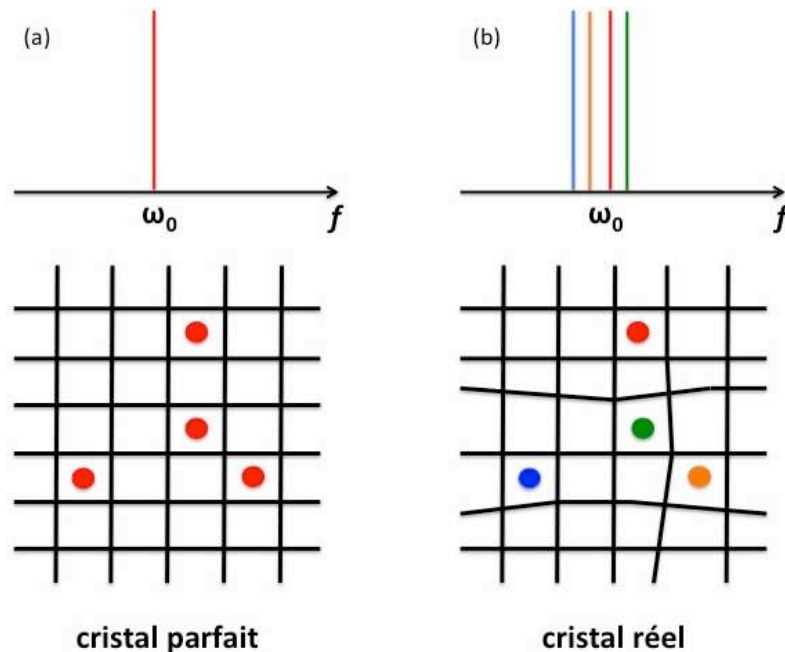 (a)
(b)
ω₀
f
ω₀
f
cristal parfait
cristal réel